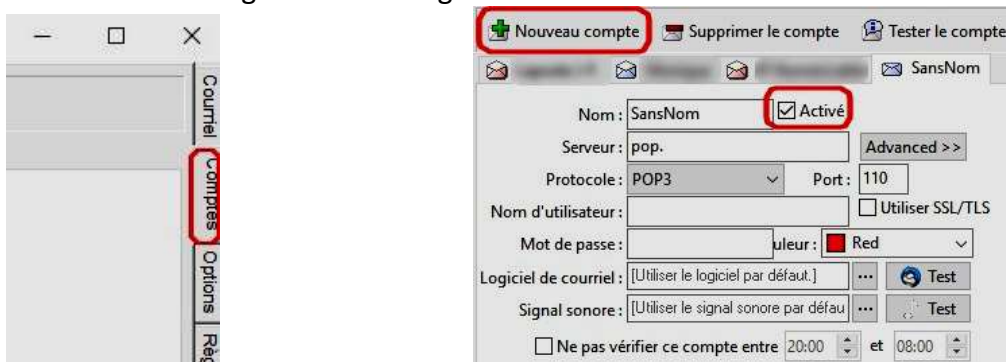 Courriel
Comptes
Options
Nouveau compte Supprimer le compte Tester le compte
SansNom
Nom : SansNom Activé
Serveur : pop. Advanced >>
Protocole : POP3 Port : 110
Nom d'utilisateur : Utiliser SSL/TLS
Mot de passe : uleur : Red
Logiciel de courriel : [Utiliser le logiciel par défaut.] ... Test
Signal sonore : [Utiliser le signal sonore par défau ... Test
Ne pas vérifier ce compte entre 20:00 et 08:00